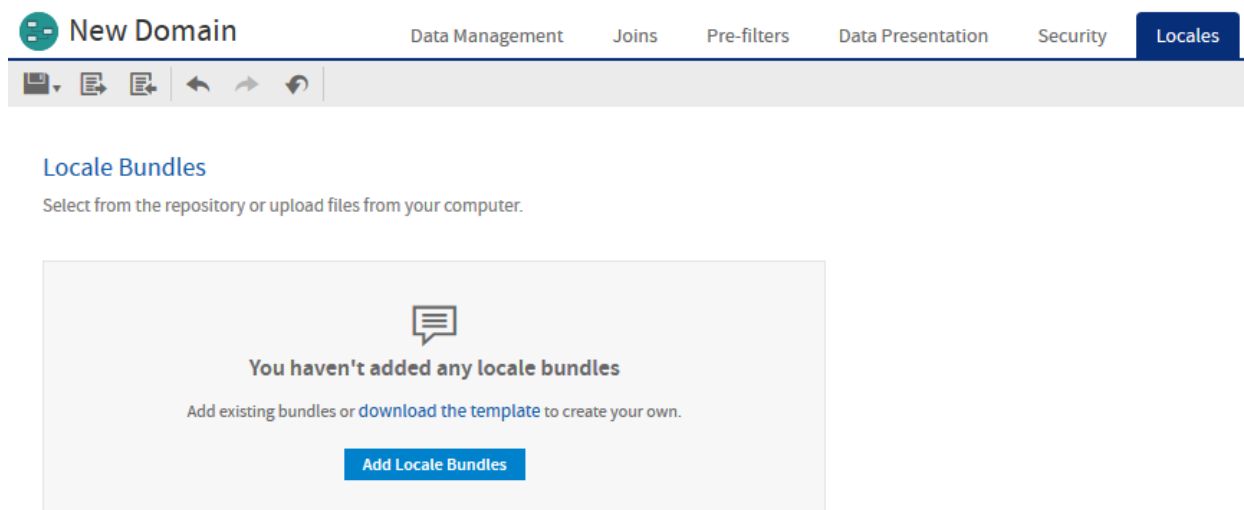 New Domain
Data Management Joins Pre-filters Data Presentation Security Locales
Locale Bundles
Select from the repository or upload files from your computer.
You haven't added any locale bundles
Add existing bundles or download the template to create your own.
Add Locale Bundles